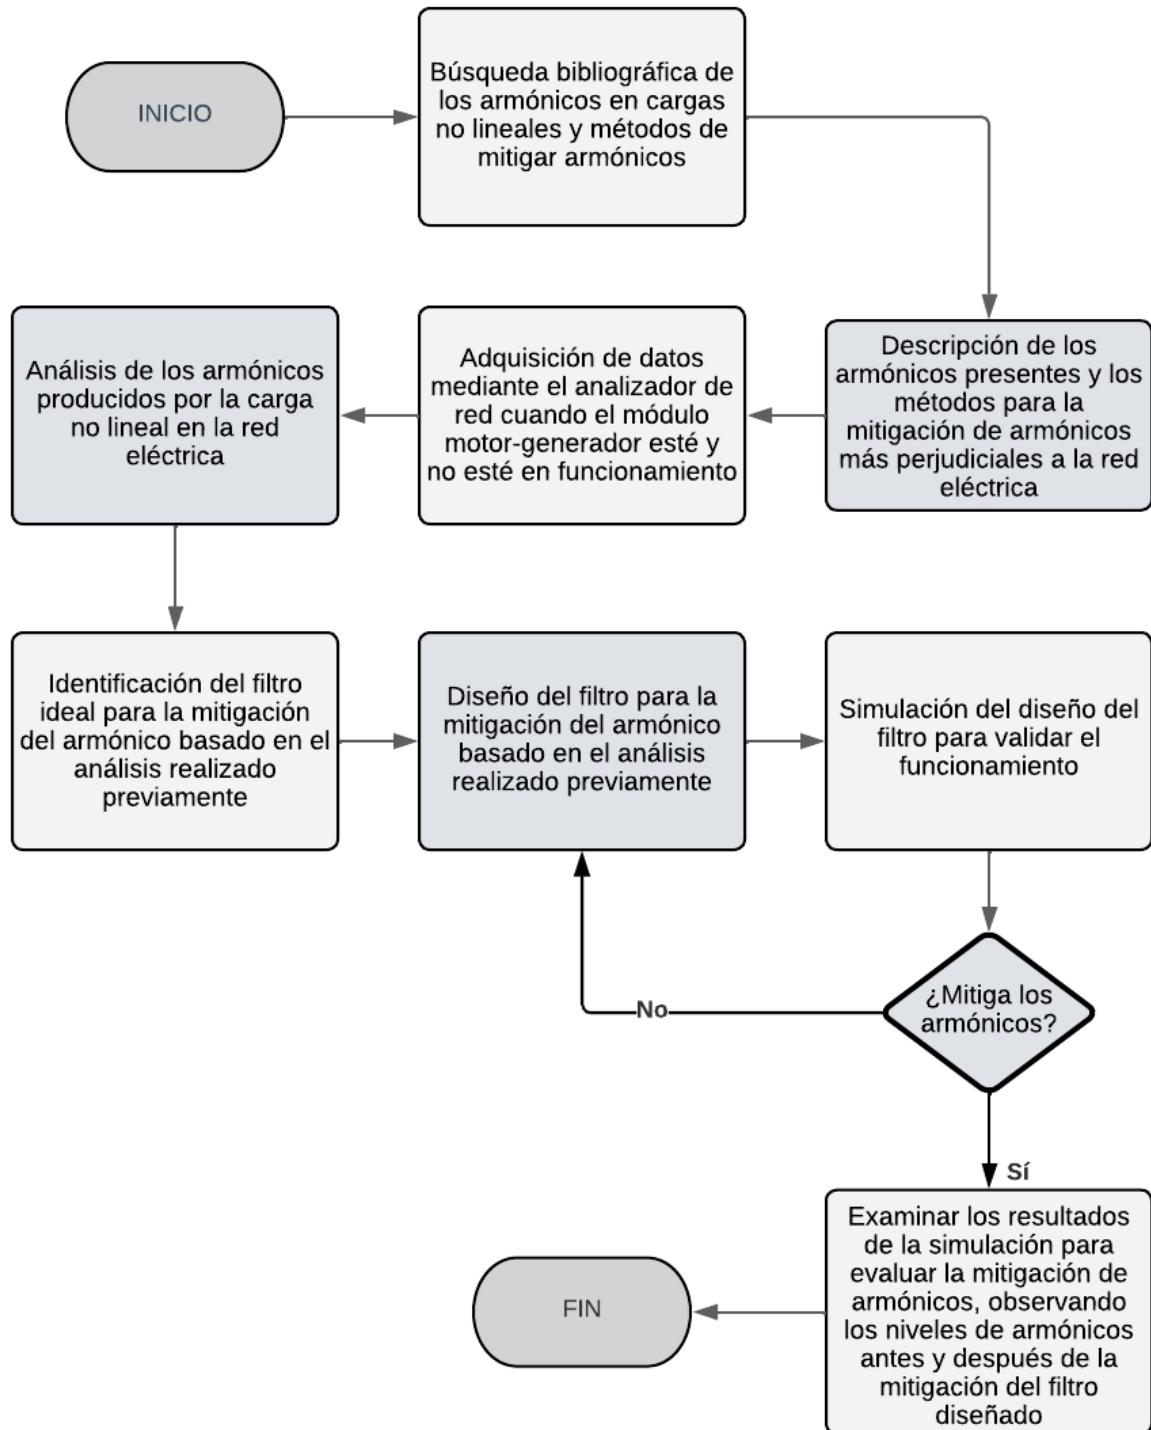 INICIO
Búsqueda bibliográfica de
los armónicos en cargas
no lineales y métodos de
mitigar armónicos
Descripción de los
armónicos presentes y los
métodos para la
mitigación de armónicos
más perjudiciales a la red
eléctrica
Adquisición de datos
mediante el analizador de
red cuando el módulo
motor-generador esté y
no esté en funcionamiento
Análisis de los armónicos
producidos por la carga
no lineal en la red
eléctrica
Identificación del filtro
ideal para la mitigación
del armónico basado en el
análisis realizado
previamente
Diseño del filtro para la
mitigación del armónico
basado en el análisis
realizado previamente
Simulación del diseño del
filtro para validar el
funcionamiento
¿Mitiga los
armónicos?
No
Sí
Examinar los resultados
de la simulación para
evaluar la mitigación de
armónicos, observando
los niveles de armónicos
antes y después de la
mitigación del filtro
diseñado
FIN